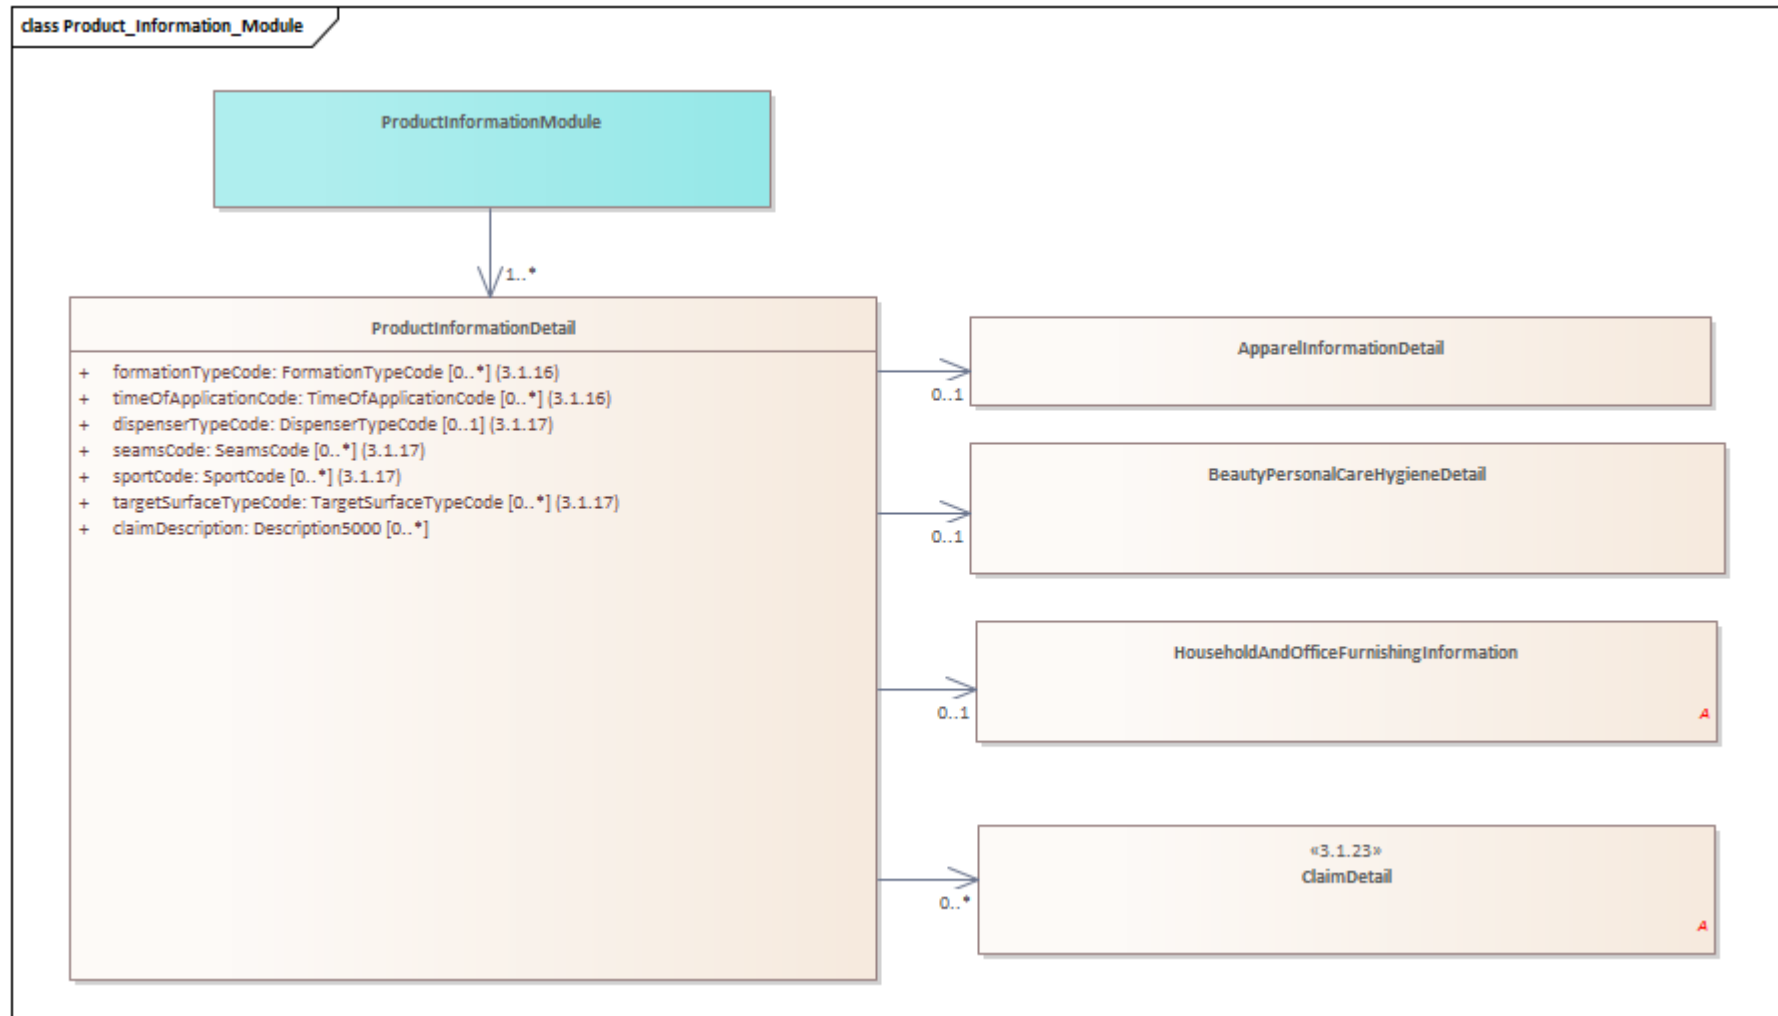 class Product_Information_Module
ProductInformationModule
1..*
ProductInformationDetail
+ formationTypeCode: FormationTypeCode [0..*] (3.1.16)
+ timeOfApplicationCode: TimeOfApplicationCode [0..*] (3.1.16)
+ dispenserTypeCode: DispenserTypeCode [0..1] (3.1.17)
+ seamsCode: SeamsCode [0..*] (3.1.17)
+ sportCode: SportCode [0..*] (3.1.17)
+ targetSurfaceTypeCode: TargetSurfaceTypeCode [0..*] (3.1.17)
+ claimDescription: Description5000 [0..*]
ApparelInformationDetail
0..1
BeautyPersonalCareHygieneDetail
0..1
HouseholdAndOfficeFurnishingInformation
0..1
A
«3.1.23»
ClaimDetail
0..*
A